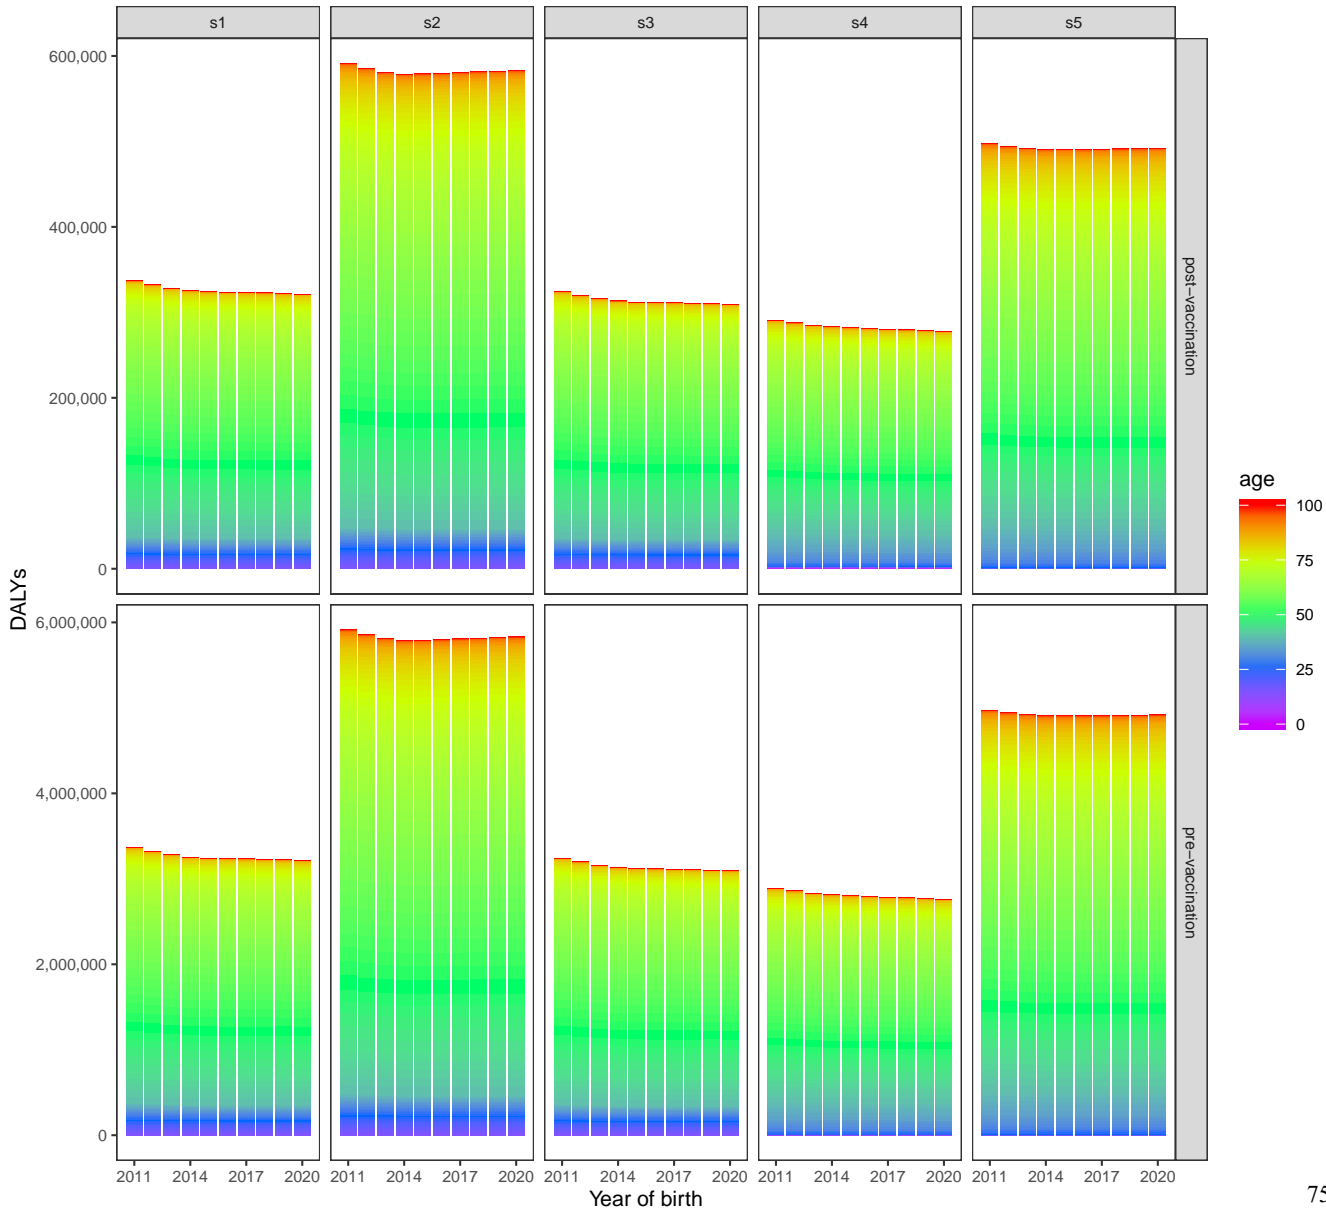 s1 s2 s3 s4 s5
600,000
400,000
200,000
0
post−vaccination
6,000,000
4,000,000
2,000,000
0
pre−vaccination
DALYs
2011 2014 2017 2020 2011 2014 2017 2020 2011 2014 2017 2020 2011 2014 2017 2020 2011 2014 2017 2020
Year of birth
age
100
75
50
25
0
75